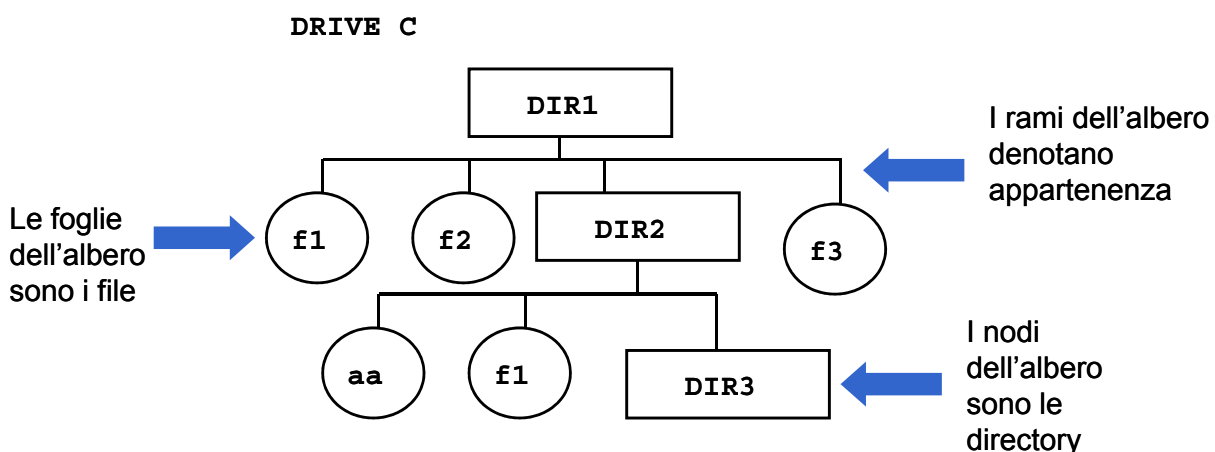 DRIVE C
DIR1
I rami dell'albero
denotano
appartenenza
Le foglie
dell'albero
sono i file
f1
f2
DIR2
f3
aa
f1
DIR3
I nodi
dell'albero
sono le
directory